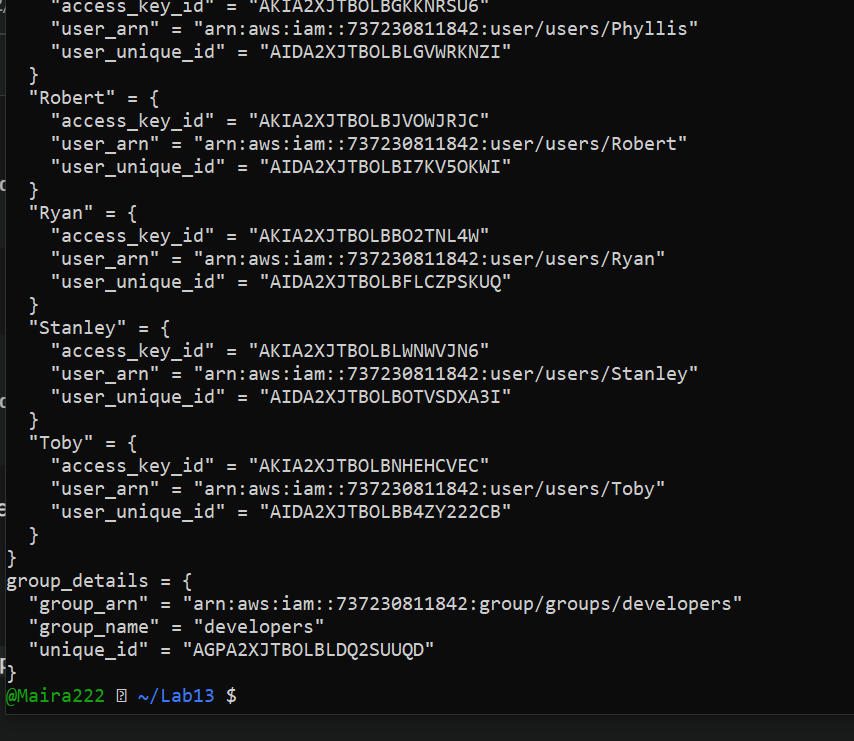 "access_key_id" = "AKIA2XJTBOLBGKKNRSU6"
"user_arn" = "arn:aws:iam::737230811842:user/users/Phyllis"
"user_unique_id" = "AIDA2XJTBOLBLGVWRKNZI"
}
"Robert" = {
"access_key_id" = "AKIA2XJTBOLBJVOWJRJC"
"user_arn" = "arn:aws:iam::737230811842:user/users/Robert"
"user_unique_id" = "AIDA2XJTBOLBI7KV5OKWI"
}
"Ryan" = {
"access_key_id" = "AKIA2XJTBOLBBO2TNL4W"
"user_arn" = "arn:aws:iam::737230811842:user/users/Ryan"
"user_unique_id" = "AIDA2XJTBOLBFLCZPSKUQ"
}
"Stanley" = {
"access_key_id" = "AKIA2XJTBOLBLWNWVJN6"
"user_arn" = "arn:aws:iam::737230811842:user/users/Stanley"
"user_unique_id" = "AIDA2XJTBOLBOTVSDXA3I"
}
"Toby" = {
"access_key_id" = "AKIA2XJTBOLBNHEHCVEC"
"user_arn" = "arn:aws:iam::737230811842:user/users/Toby"
"user_unique_id" = "AIDA2XJTBOLBB4ZY222CB"
}
}
group_details = {
"group_arn" = "arn:aws:iam::737230811842:group/groups/developers"
"group_name" = "developers"
"unique_id" = "AGPA2XJTBOLBLDQ2SUUQD"
}
@Maira222 ~/Lab13 $